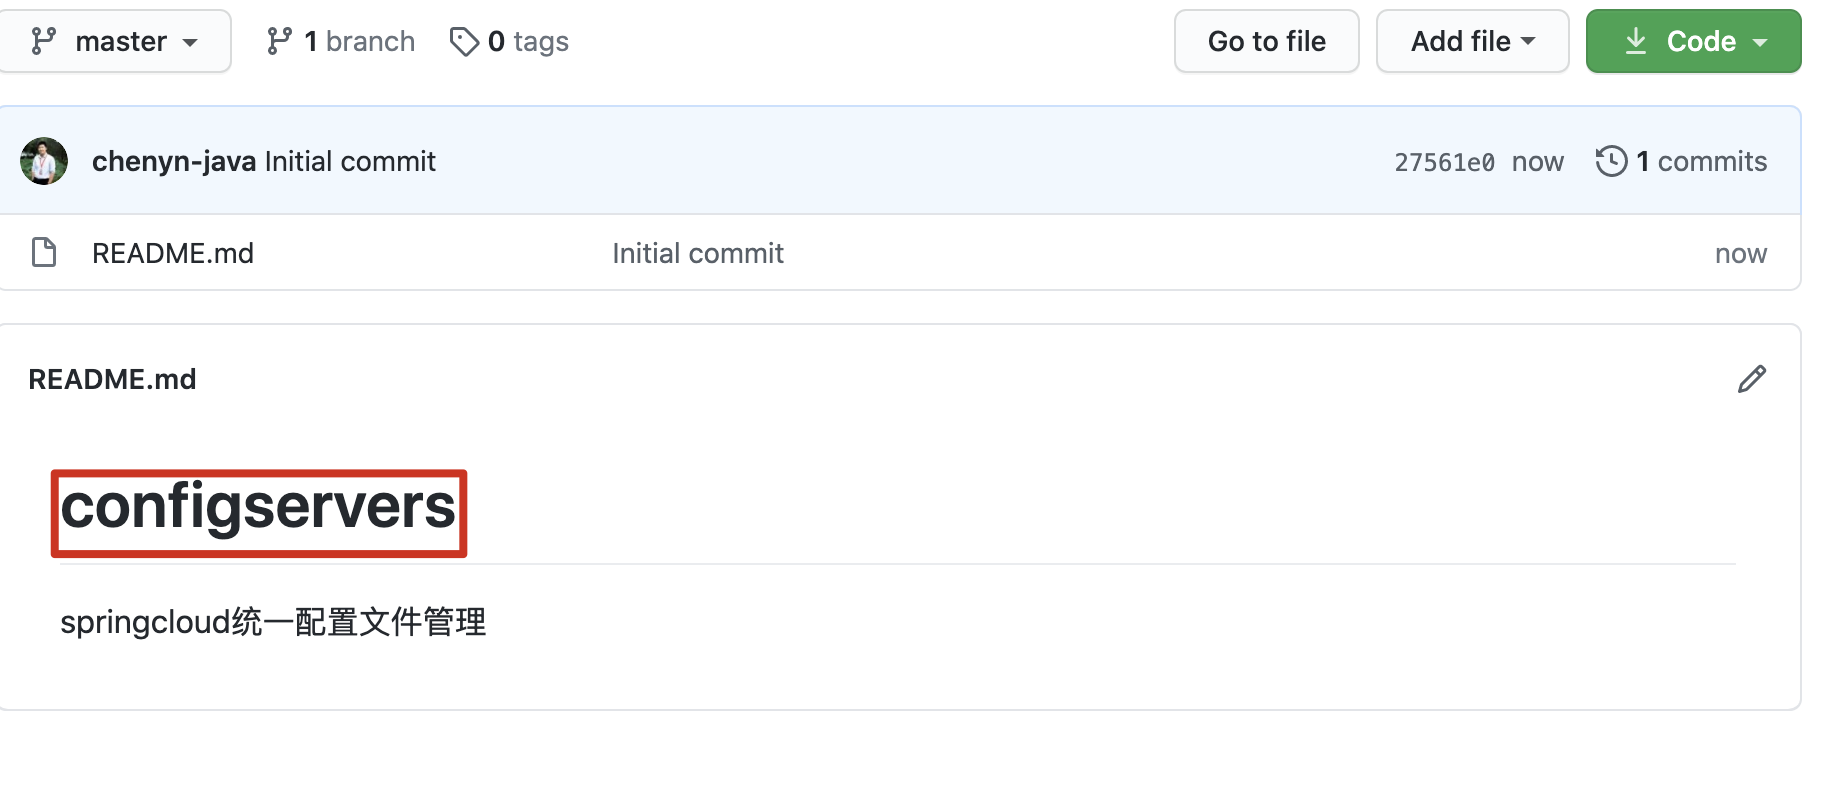 master 1 branch 0 tags Go to file Add file Code
chenyn-java Initial commit 27561e0 now 1 commits
README.md Initial commit now
README.md
configservers
springcloud统一配置文件管理